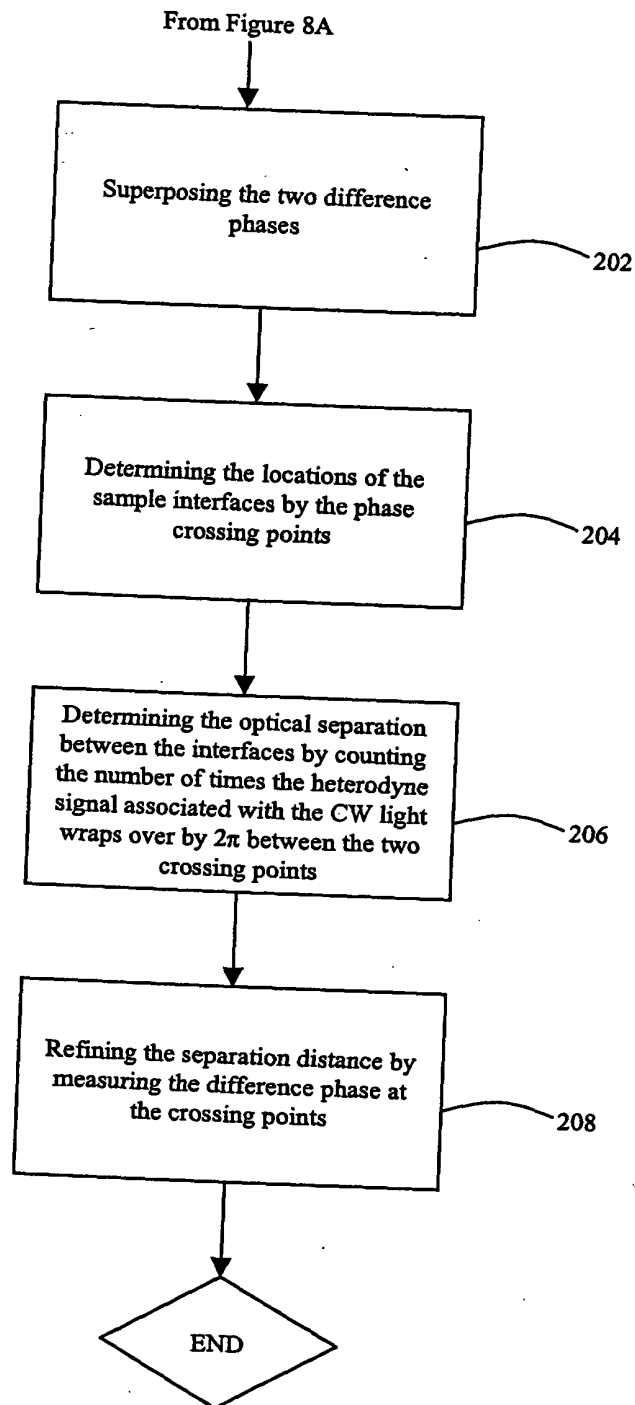 From Figure 8A
Superposing the two difference
phases
202
Determining the locations of the
sample interfaces by the phase
crossing points
204
Determining the optical separation
between the interfaces by counting
the number of times the heterodyne
signal associated with the CW light
wraps over by 2π between the two
crossing points
206
Refining the separation distance by
measuring the difference phase at
the crossing points
208
END